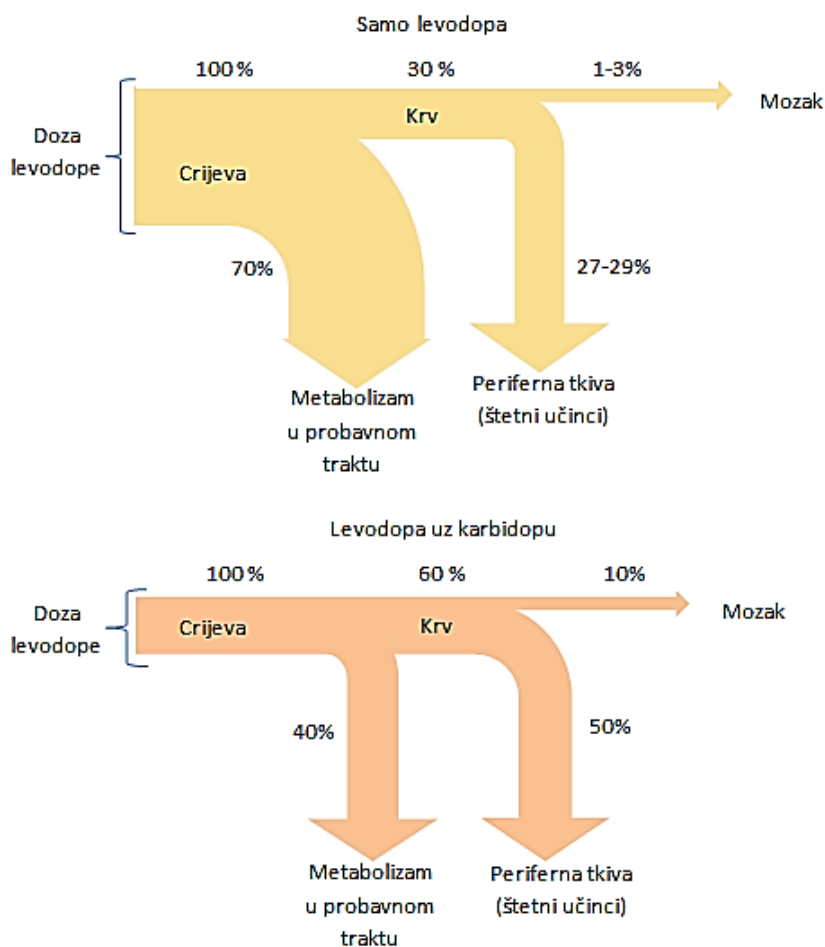 Samo levodopa
100 %
30 %
1-3%
Mozak
Krv
Doza
levodope
Crijeva
70%
27-29%
Metabolizam
u probavnom
traktu
Periferna tkiva
(štetni učinci)
Levodopa uz karbidopu
100 %
60 %
10%
Mozak
Doza
levodope
Crijeva
Krv
40%
50%
Metabolizam
u probavnom
traktu
Periferna tkiva
(štetni učinci)